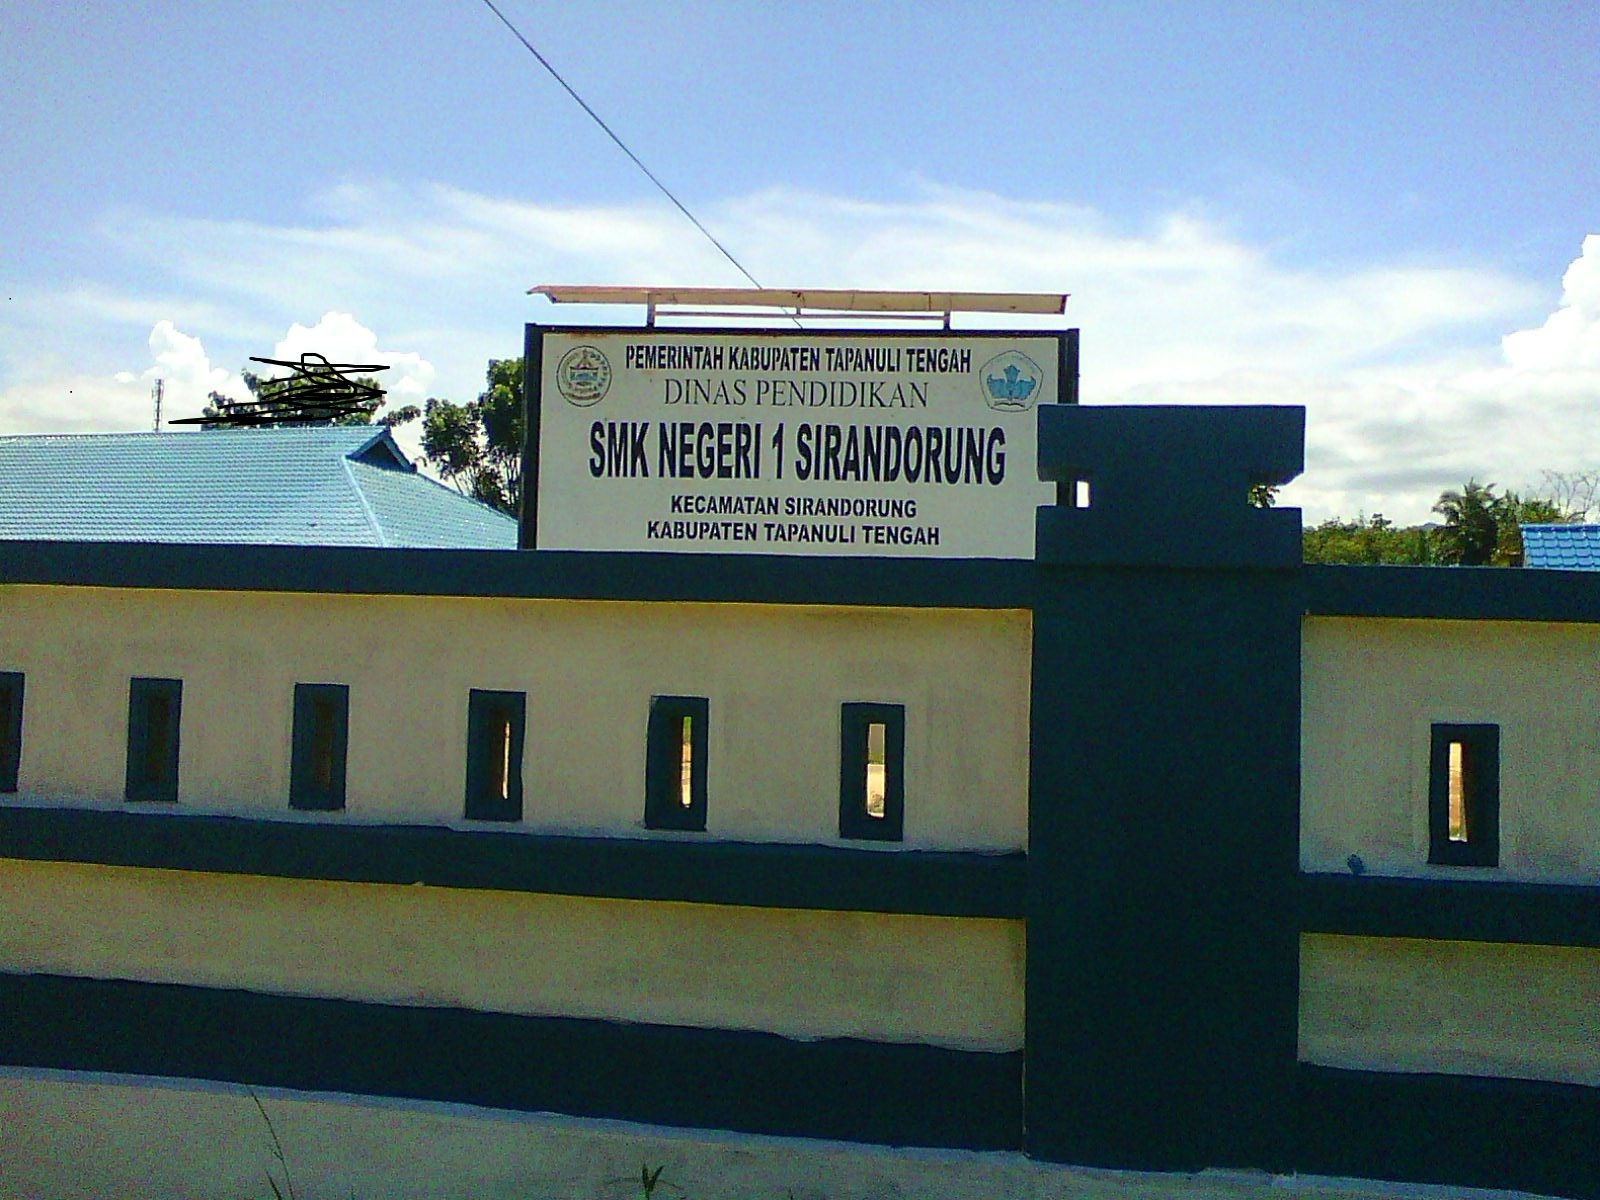 PEMERINTAH KABUPATEN TAPANULI TENGAH
DINAS PENDIDIKAN
SMK NEGERI 1 SIRANDORUNG
KECAMATAN SIRANDORUNG
KABUPATEN TAPANULI TENGAH